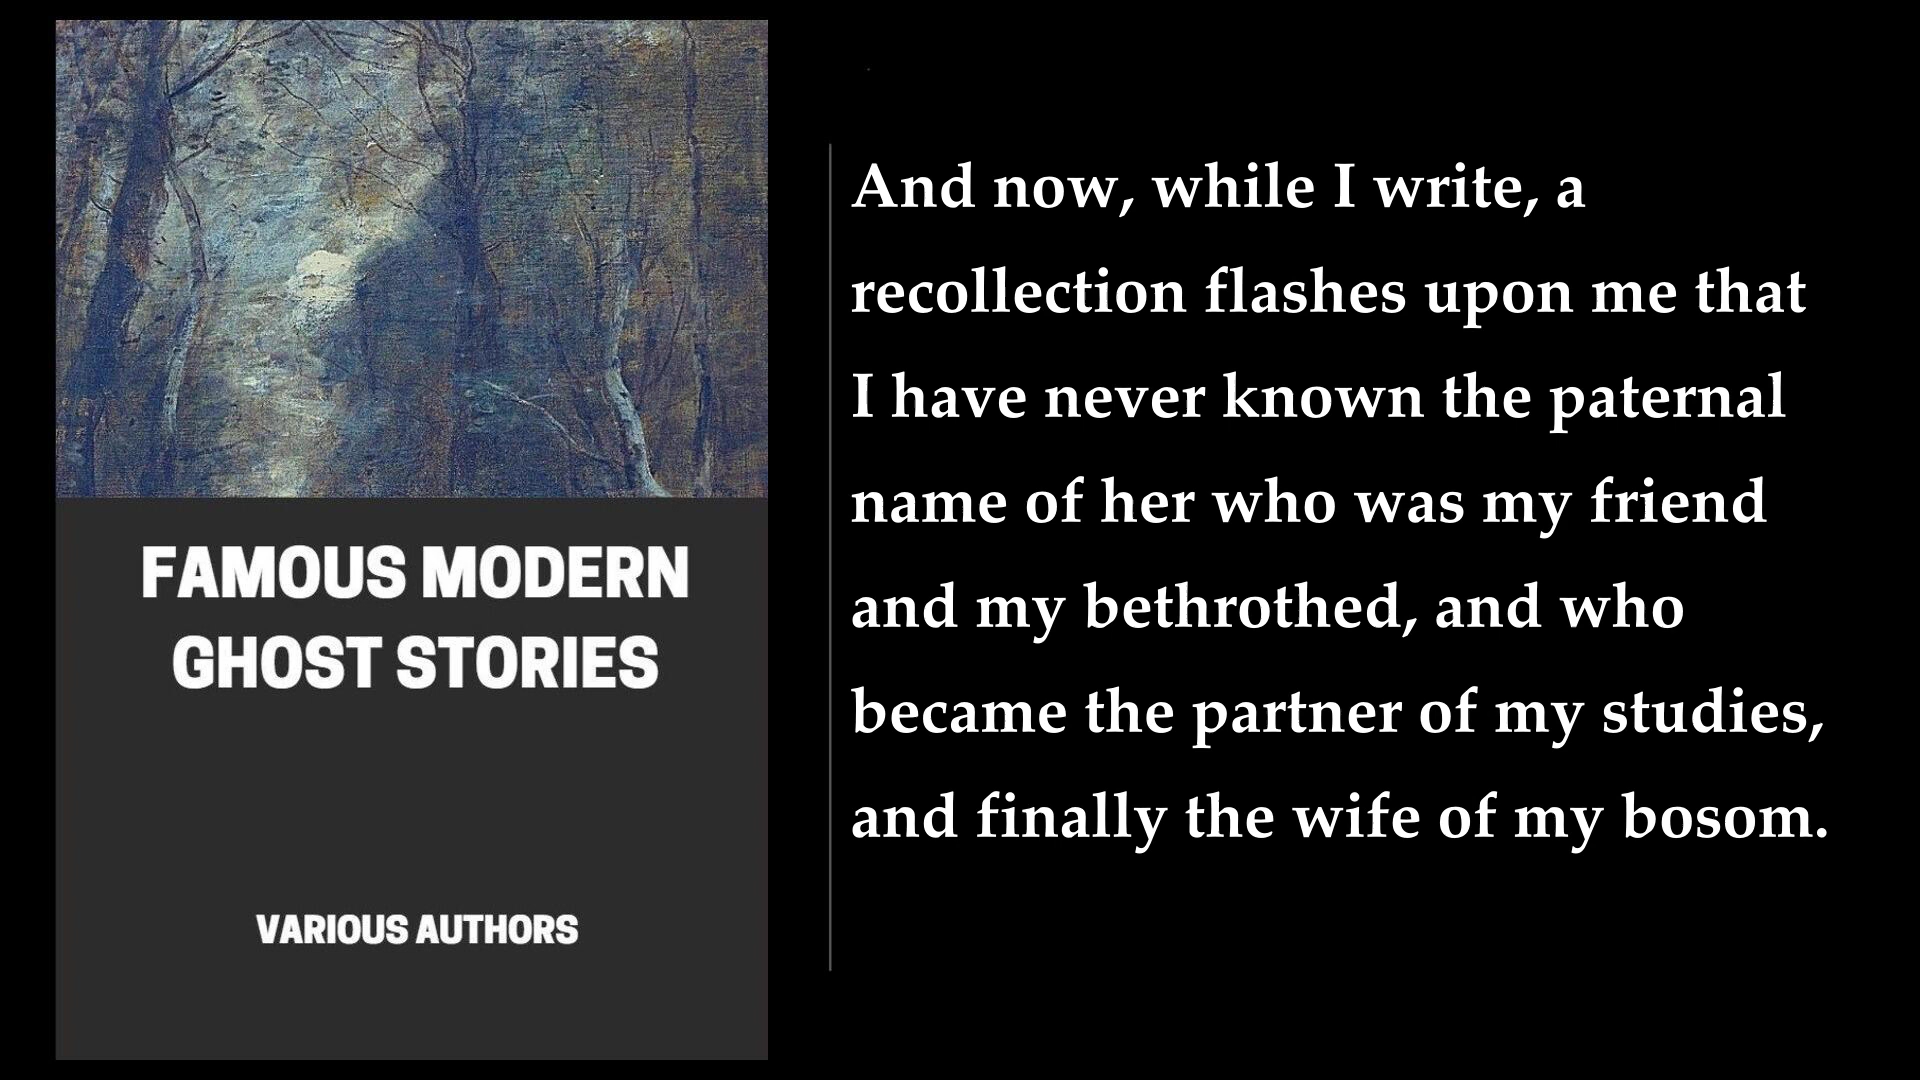 FAMOUS MODERN
GHOST STORIES
VARIOUS AUTHORS
And now, while I write, a
recollection flashes upon me that
I have never known the paternal
name of her who was my friend
and my bethrothed, and who
became the partner of my studies,
and finally the wife of my bosom.